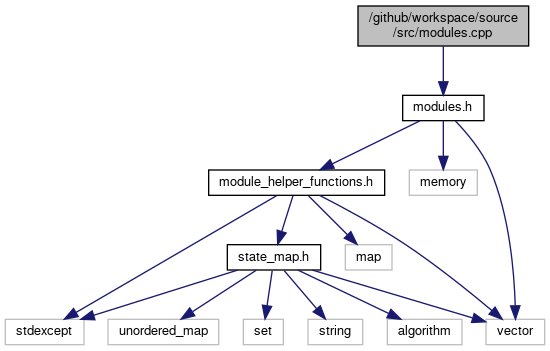 /github/workspace/source
/src/modules.cpp
modules.h
module_helper_functions.h
memory
state_map.h
map
stdexcept
unordered_map
set
string
algorithm
vector